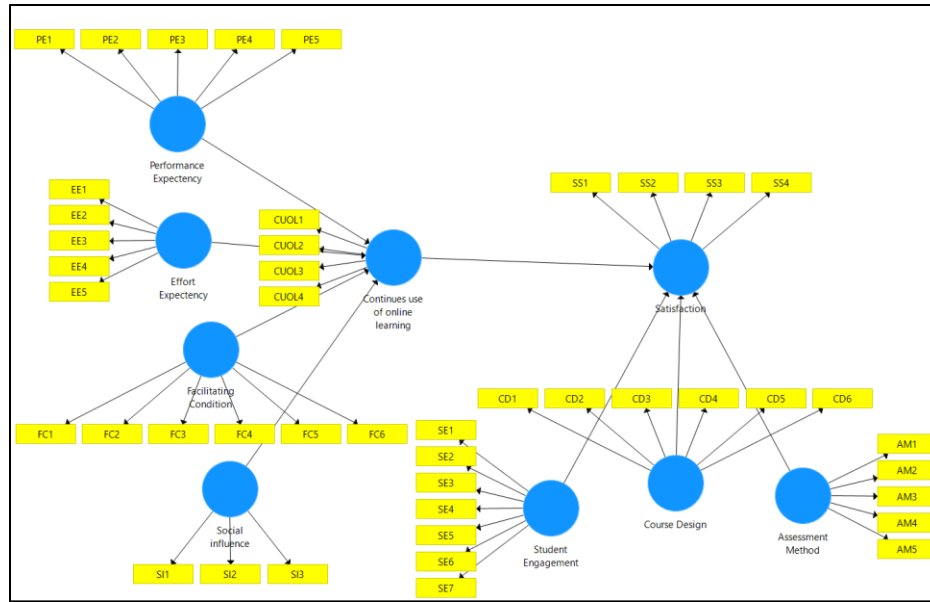 PE1
PE2
PE3
PE4
PE5
Performance
Expectency
EE1
EE2
EE3
EE4
EE5
Effort
Expectency
CUOL1
CUOL2
CUOL3
CUOL4
Continues use
of online
learning
SS1
SS2
SS3
SS4
Satisfaction
Facilitating
Condition
FC1
FC2
FC3
FC4
FC5
FC6
Social
influence
SI1
SI2
SI3
SE1
SE2
SE3
SE4
SE5
SE6
SE7
Student
Engagement
CD1
CD2
CD3
CD4
CD5
CD6
Course Design
AM1
AM2
AM3
AM4
AM5
Assessment
Method